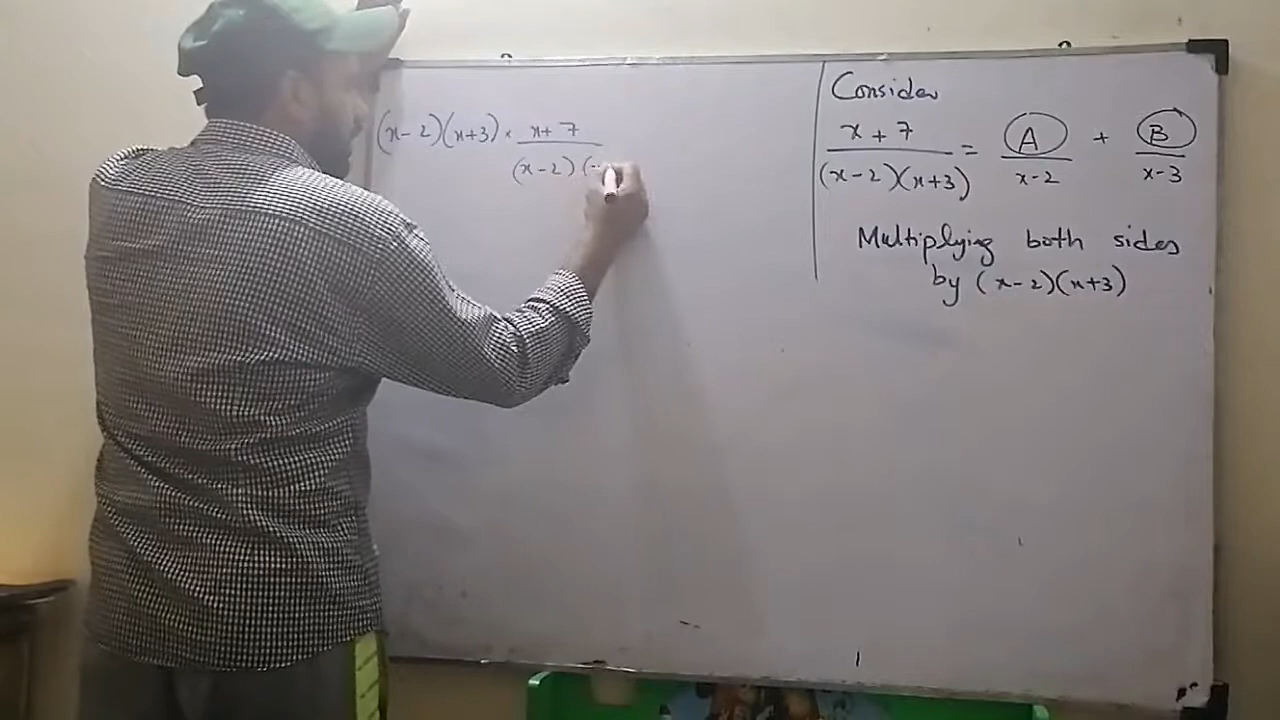 (x-2)(x+3) × x+7
(x-2)(
Consider
x+7 / (x-2)(x+3) = A / x-2 + B / x-3
Multiplying both sides
by (x-2)(x+3)